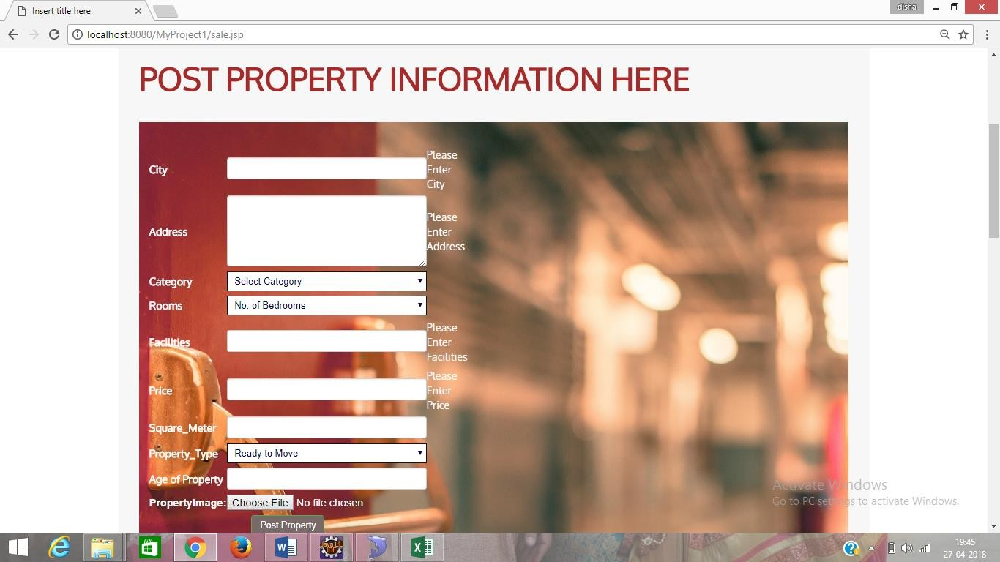 Insert title here
disha
localhost:8080/MyProject1/sale.jsp
POST PROPERTY INFORMATION HERE
City
Please
Enter
City
Address
Please
Enter
Address
Category
Select Category
Rooms
No. of Bedrooms
Facilities
Please
Enter
Facilities
Price
Please
Enter
Price
Square_Meter
Property_Type
Ready to Move
Age of Property
PropertyImage:
Choose File No file chosen
Post Property
Activate Windows
Go to PC settings to activate Windows.
Java EE
IDE
19:45
27-04-2018